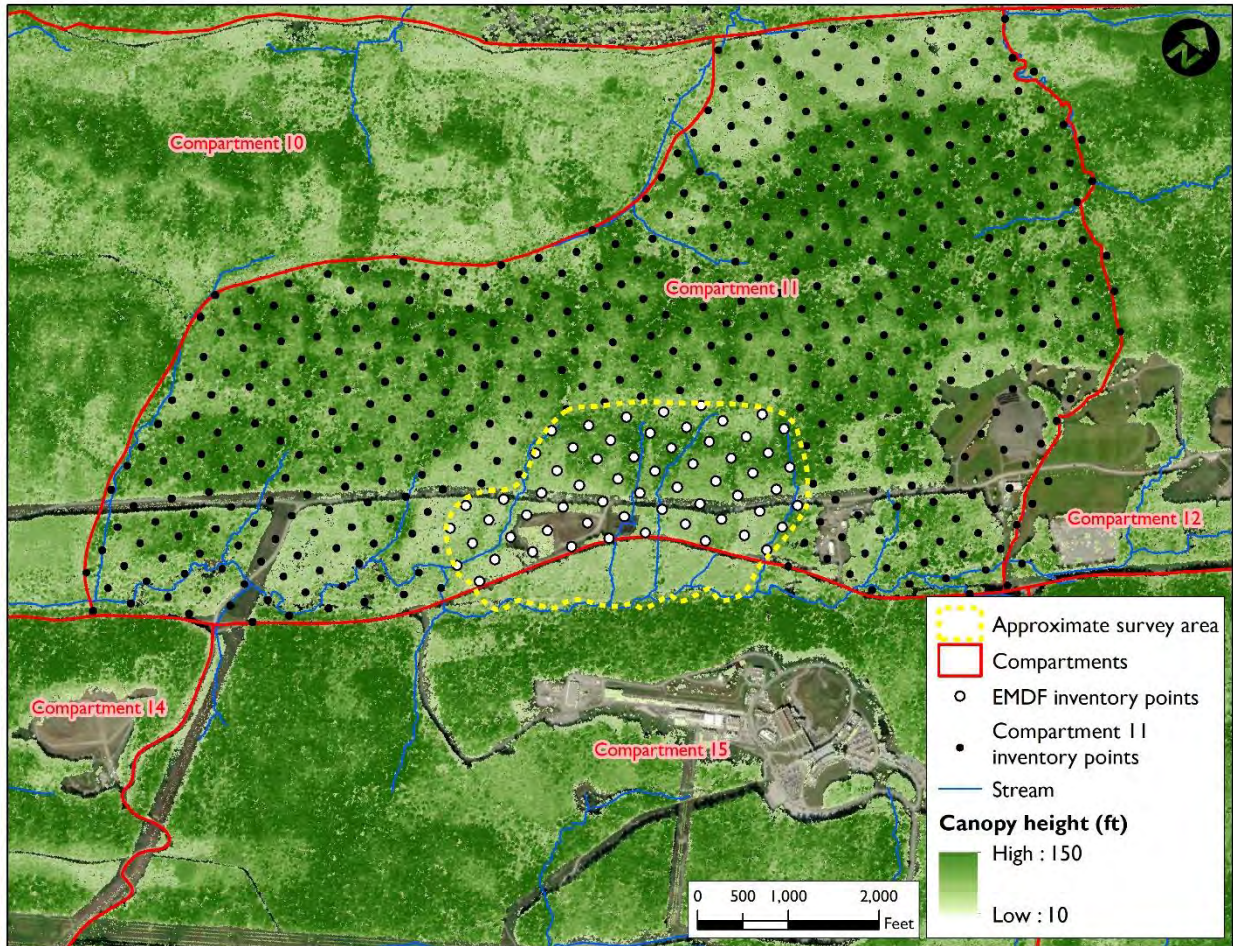 N
Compartment 10
Compartment 11
Compartment 12
Compartment 14
Compartment 15
Approximate survey area
Compartments
EMDF inventory points
Compartment 11
inventory points
Stream
Canopy height (ft)
High : 150
Low : 10
0 500 1,000 2,000
Feet